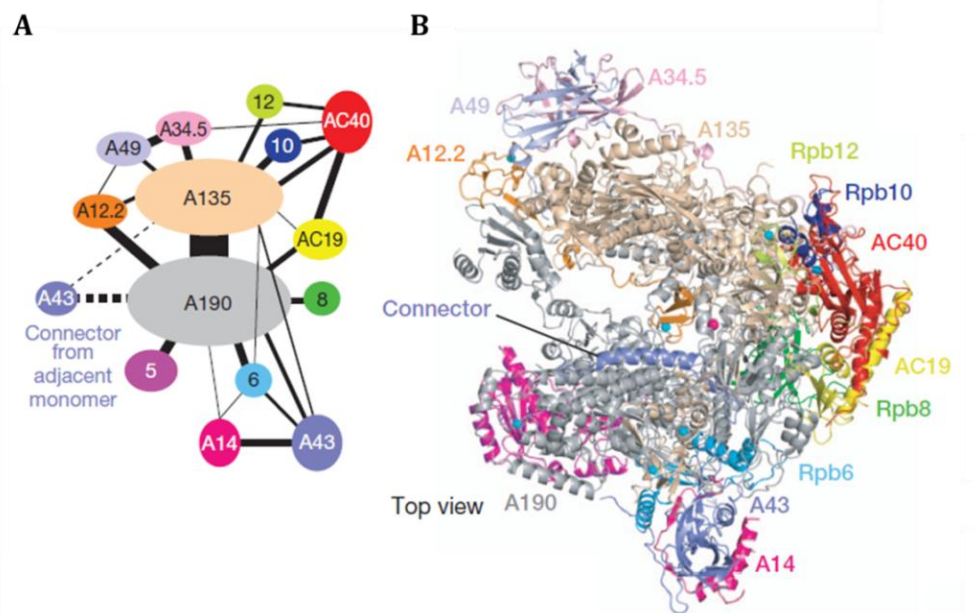 A
12
A34.5
AC40
A49
10
A135
A12.2
AC19
A190
A43
8
Connector
from
adjacent
monomer
5
6
A14
A43
B
A34.5
A49
A135
A12.2
Rpb12
Rpb10
AC40
Connector
AC19
Rpb8
Rpb6
Top view
A190
A43
A14